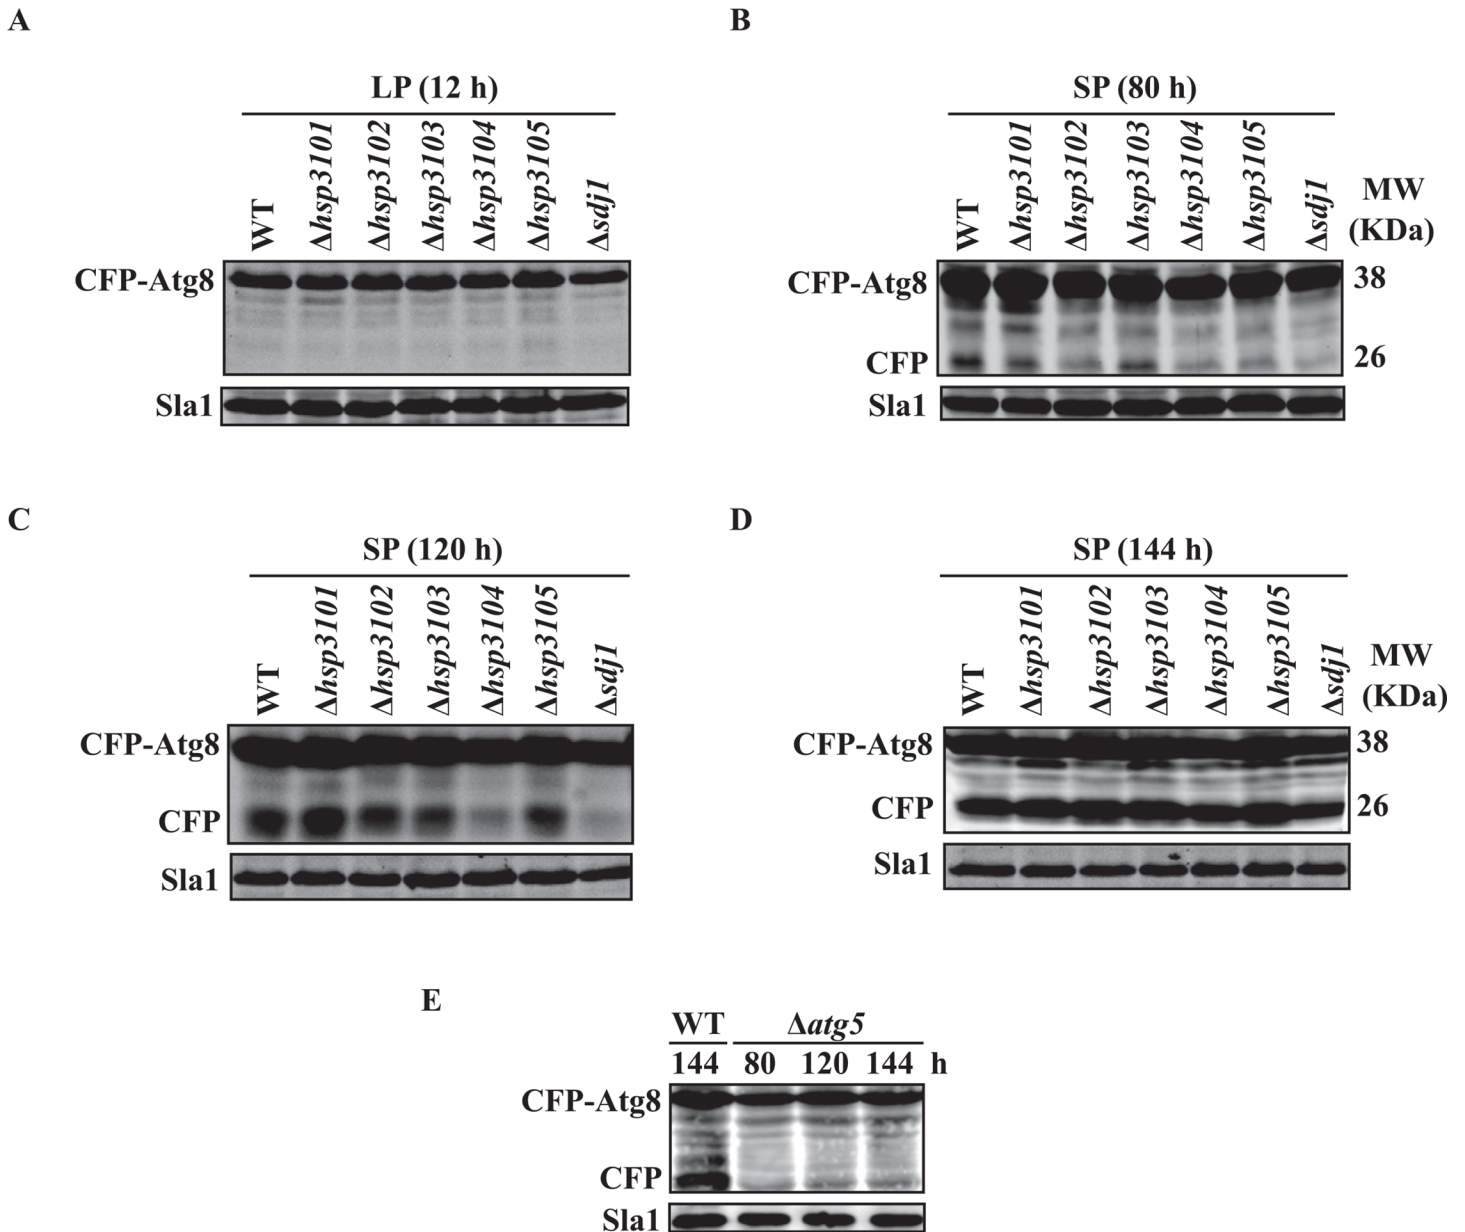 A
LP (12 h)
WT Δhsp3101 Δhsp3102 Δhsp3103 Δhsp3104 Δhsp3105 Δsdj1
CFP-Atg8
Sla1
B
SP (80 h)
WT Δhsp3101 Δhsp3102 Δhsp3103 Δhsp3104 Δhsp3105 Δsdj1
MW
(KDa)
CFP-Atg8 38
CFP 26
Sla1
C
SP (120 h)
WT Δhsp3101 Δhsp3102 Δhsp3103 Δhsp3104 Δhsp3105 Δsdj1
CFP-Atg8
CFP
Sla1
D
SP (144 h)
WT Δhsp3101 Δhsp3102 Δhsp3103 Δhsp3104 Δhsp3105 Δsdj1
MW
(KDa)
CFP-Atg8 38
CFP 26
Sla1
E
WT Δatg5
144 80 120 144 h
CFP-Atg8
CFP
Sla1